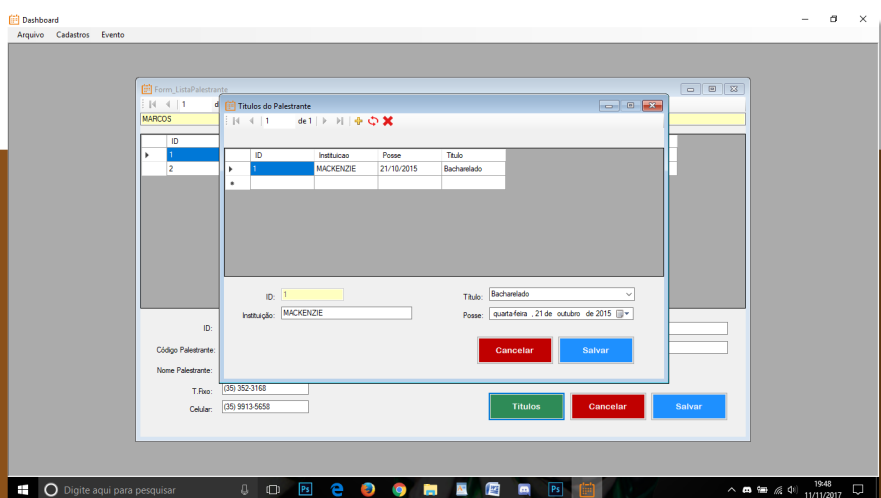 Dashboard
Arquivo Cadastros Evento
Form_ListaPalestrante
1
MARCOS
ID
1
2
Titulos do Palestrante
1 de 1
ID Instituicao Posse Titulo
1 MACKENZIE 21/10/2015 Bacharelado
ID: 1
Título: Bacharelado
Instituição: MACKENZIE
Posse: quarta-feira , 21 de outubro de 2015
Cancelar Salvar
ID:
Código Palestrante:
Nome Palestrante:
T.Fixo: (35) 352-3168
Celular: (35) 9913-5658
Titulos Cancelar Salvar
Digite aqui para pesquisar
19:48
11/11/2017